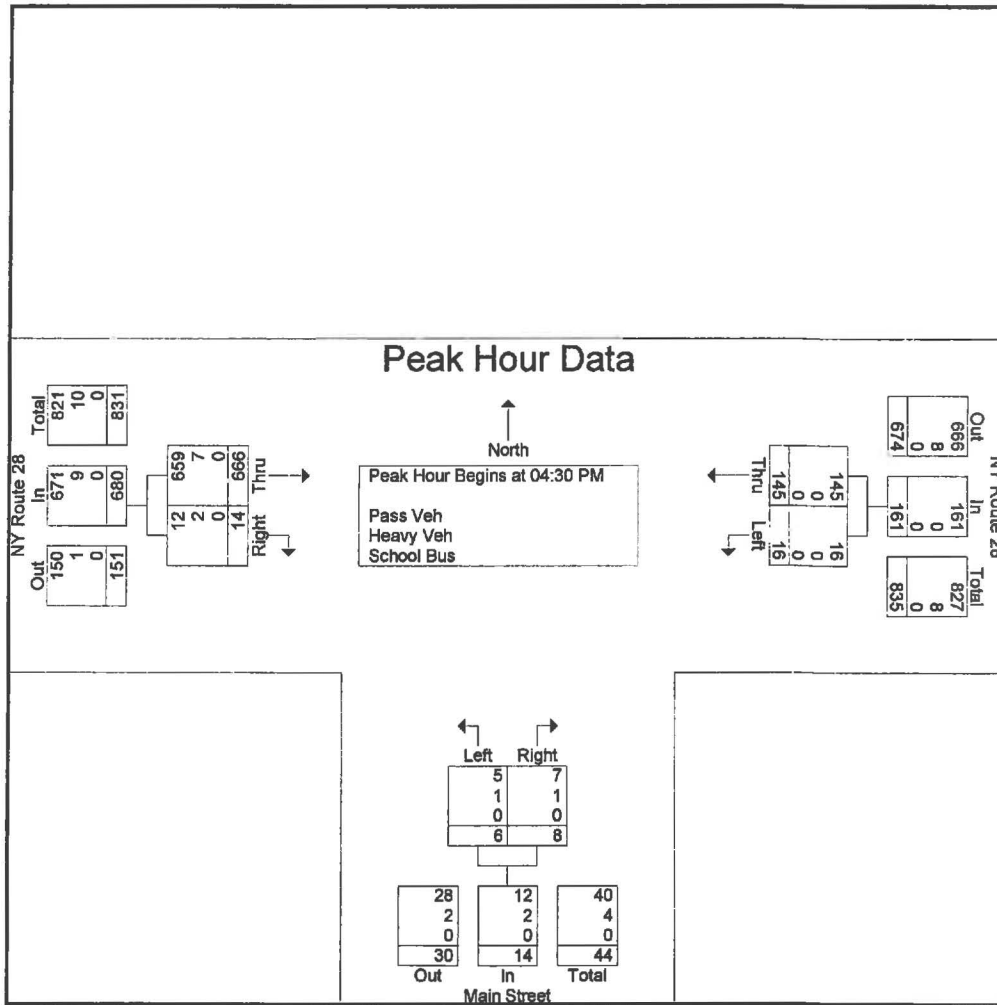 Peak Hour Data
North
Peak Hour Begins at 04:30 PM
Pass Veh
Heavy Veh
School Bus
NY Route 28
Total
821
10
0
831
In
671
9
0
680
Out
150
1
0
151
Thru
659
7
0
666
Right
12
2
0
14
NY Route 28
Out
666
8
0
674
In
161
0
0
161
Total
827
8
0
835
Thru
145
0
0
145
Left
16
0
0
16
Left Right
5 7
1 1
0 0
6 8
28 12 40
2 2 4
0 0 0
30 14 44
Out In Total
Main Street